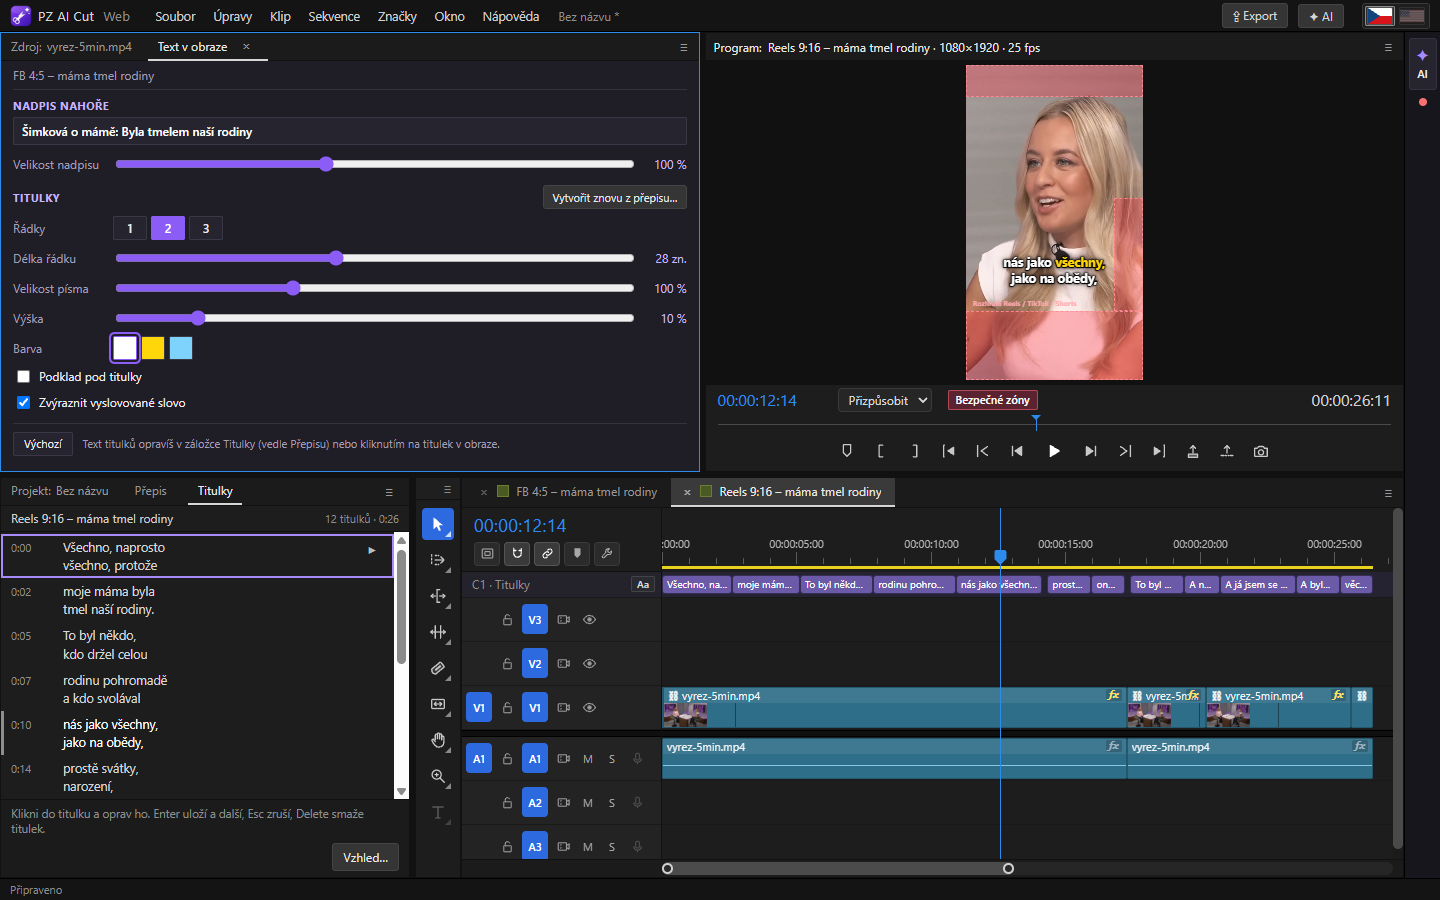 PZ AI Cut Web Soubor Úpravy Klip Sekvence Značky Okno Nápověda Bez názvu * Export AI
Zdroj: vyrez-5min.mp4 Text v obraze ×
FB 4:5 – máma tmel rodiny
NADPIS NAHOŘE
Šimková o mámě: Byla tmelem naší rodiny
Velikost nadpisu 100 %
TITULKY Vytvořit znovu z přepisu...
Řádky 1 2 3
Délka řádku 28 zn.
Velikost písma 100 %
Výška 10 %
Barva
Podklad pod titulky
Zvýraznit vyslovované slovo
Výchozí Text titulků opravíš v záložce Titulky (vedle Přepisu) nebo kliknutím na titulek v obraze.
Program: Reels 9:16 – máma tmel rodiny · 1080×1920 · 25 fps
nás jako všechny,
jako na obědy,
Reels / TikTok / Shorts
00:00:12:14 Přizpůsobit Bezpečné zóny 00:00:26:11
AI
Projekt: Bez názvu Přepis Titulky
Reels 9:16 – máma tmel rodiny 12 titulků · 0:26
0:00 Všechno, naprosto
všechno, protože
0:02 moje máma byla
tmel naší rodiny.
0:05 To byl někdo,
kdo držel celou
0:07 rodinu pohromadě
a kdo svolával
0:10 nás jako všechny,
jako na obědy,
0:14 prostě svátky,
narození,
Klikni do titulku a oprav ho. Enter uloží a další, Esc zruší, Delete smaže
titulek.
Vzhled...
× FB 4:5 – máma tmel rodiny × Reels 9:16 – máma tmel rodiny
00:00:12:14
:00:00 00:00:05:00 00:00:10:00 00:00:15:00 00:00:20:00 00:00:25:00
C1 · Titulky Aa Všechno, na... moje mám... To byl někd... rodinu pohro... nás jako všechn... prost... on... To byl ... A n... A já jsem se ... A byl... věc...
V3
V2
V1 V1 vyrez-5min.mp4 fx vyrez-5m fx vyrez-5min.mp4 fx
A1 A1 M S vyrez-5min.mp4 fx vyrez-5min.mp4 fx
A2 M S
A3 M S
Připraveno